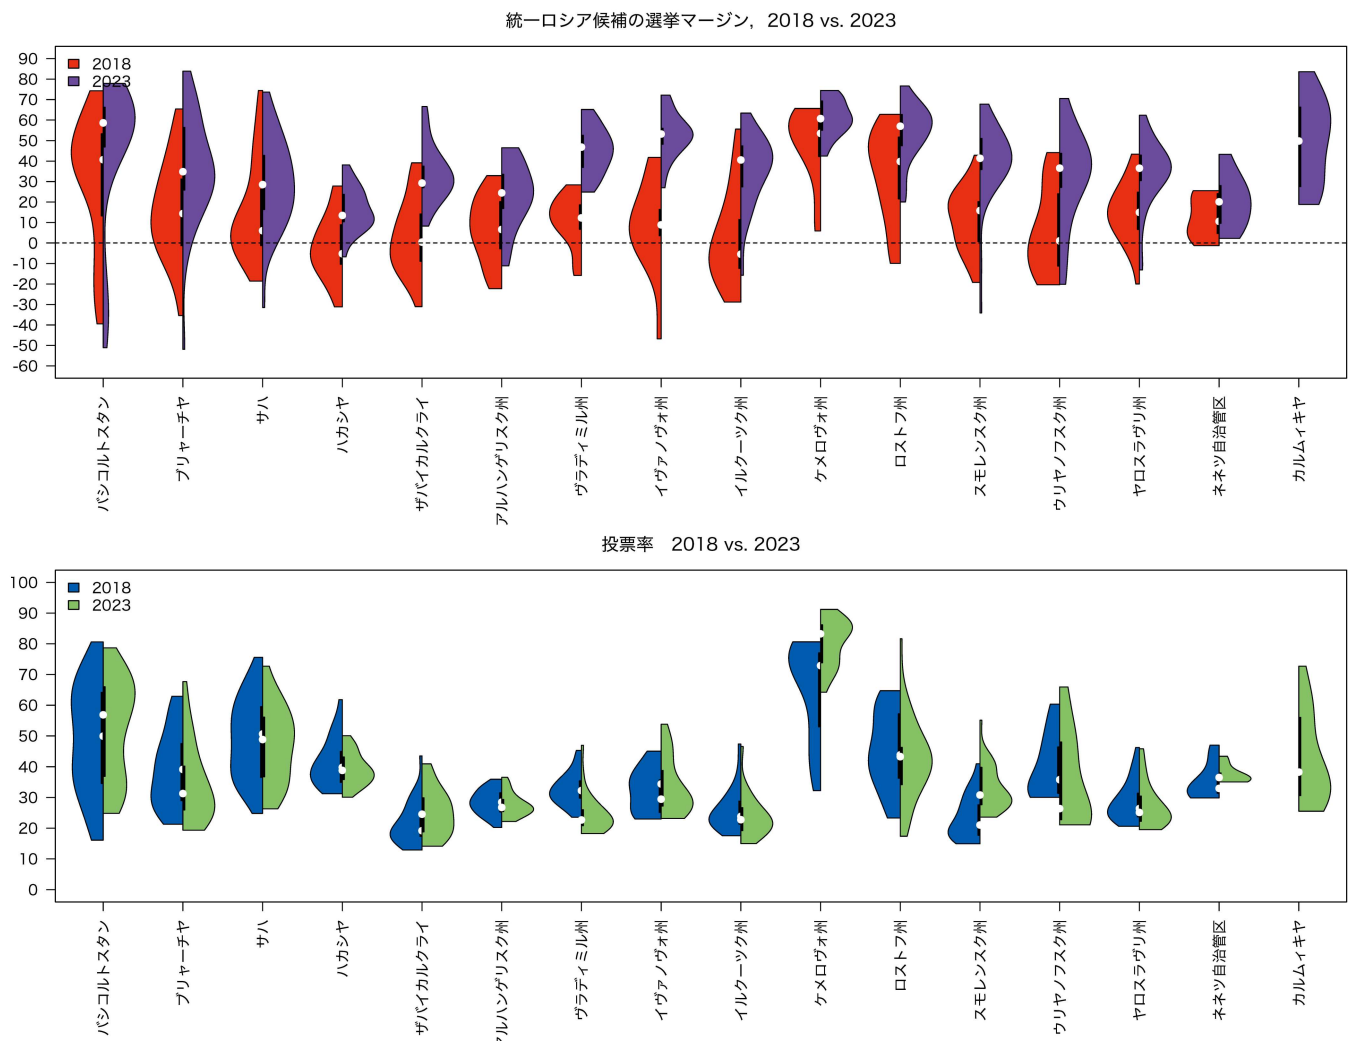 統一ロシア候補の選挙マージン, 2018 vs. 2023
2018
2023
90
80
70
60
50
40
30
20
10
0
-10
-20
-30
-40
-50
-60
バシコルトスタン
ブリャーチヤ
サハ
ハカシヤ
ザバイカルクライ
アルハンゲリスク州
ヴラディミル州
イヴァノヴォ州
イルクーツク州
ケメロヴォ州
ロストフ州
スモレンスク州
ウリヤノフスク州
ヤロスラヴリ州
ネネツ自治管区
カルムィキヤ
投票率 2018 vs. 2023
2018
2023
100
90
80
70
60
50
40
30
20
10
0
バシコルトスタン
ブリャーチヤ
サハ
ハカシヤ
ザバイカルクライ
アルハンゲリスク州
ヴラディミル州
イヴァノヴォ州
イルクーツク州
ケメロヴォ州
ロストフ州
スモレンスク州
ウリヤノフスク州
ヤロスラヴリ州
ネネツ自治管区
カルムィキヤ